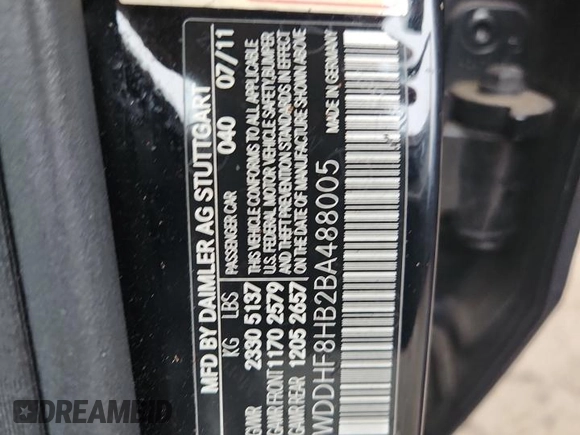 MFD BY DAIMLER AG STUTTGART
PASSENGER CAR 040 07/11
KG LBS
GVWR 2330 5137
GAWR FRONT 1170 2579
GAWR REAR 1205 2657
THIS VEHICLE CONFORMS TO ALL APPLICABLE
U.S. FEDERAL MOTOR VEHICLE SAFETY, BUMPER
AND THEFT PREVENTION STANDARDS IN EFFECT
ON THE DATE OF MANUFACTURE SHOWN ABOVE
MADE IN GERMANY
WDDHF8HB2BA488005
DREAMBID